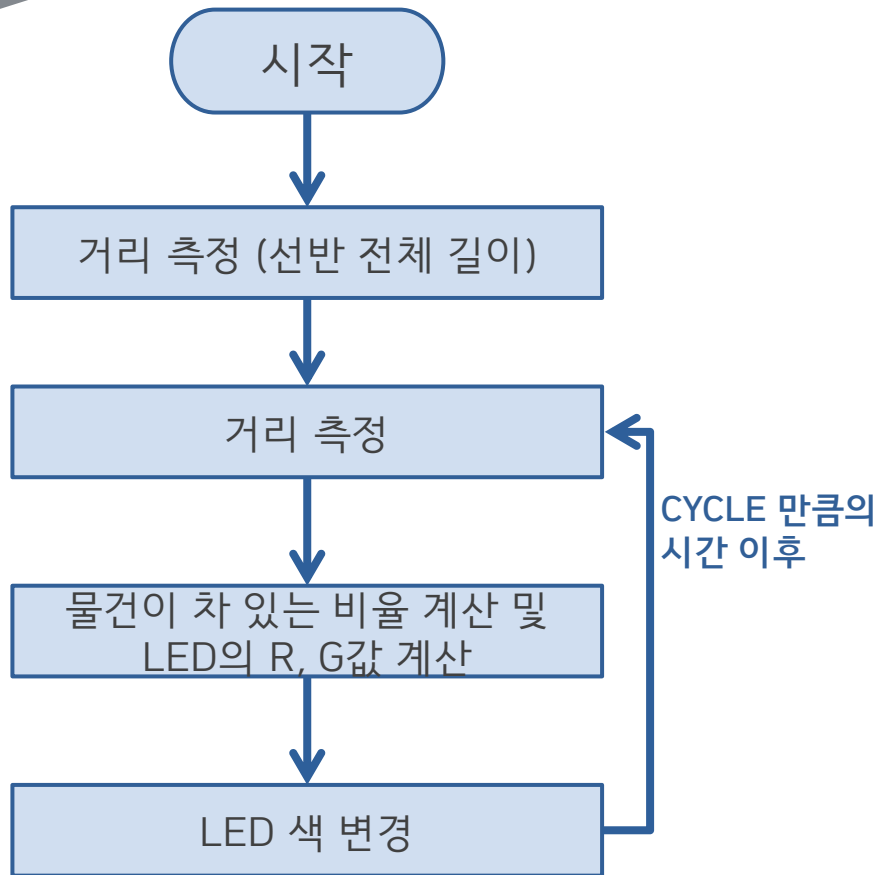 시작
거리 측정 (선반 전체 길이)
거리 측정
CYCLE 만큼의
시간 이후
물건이 차 있는 비율 계산 및
LED의 R, G값 계산
LED 색 변경